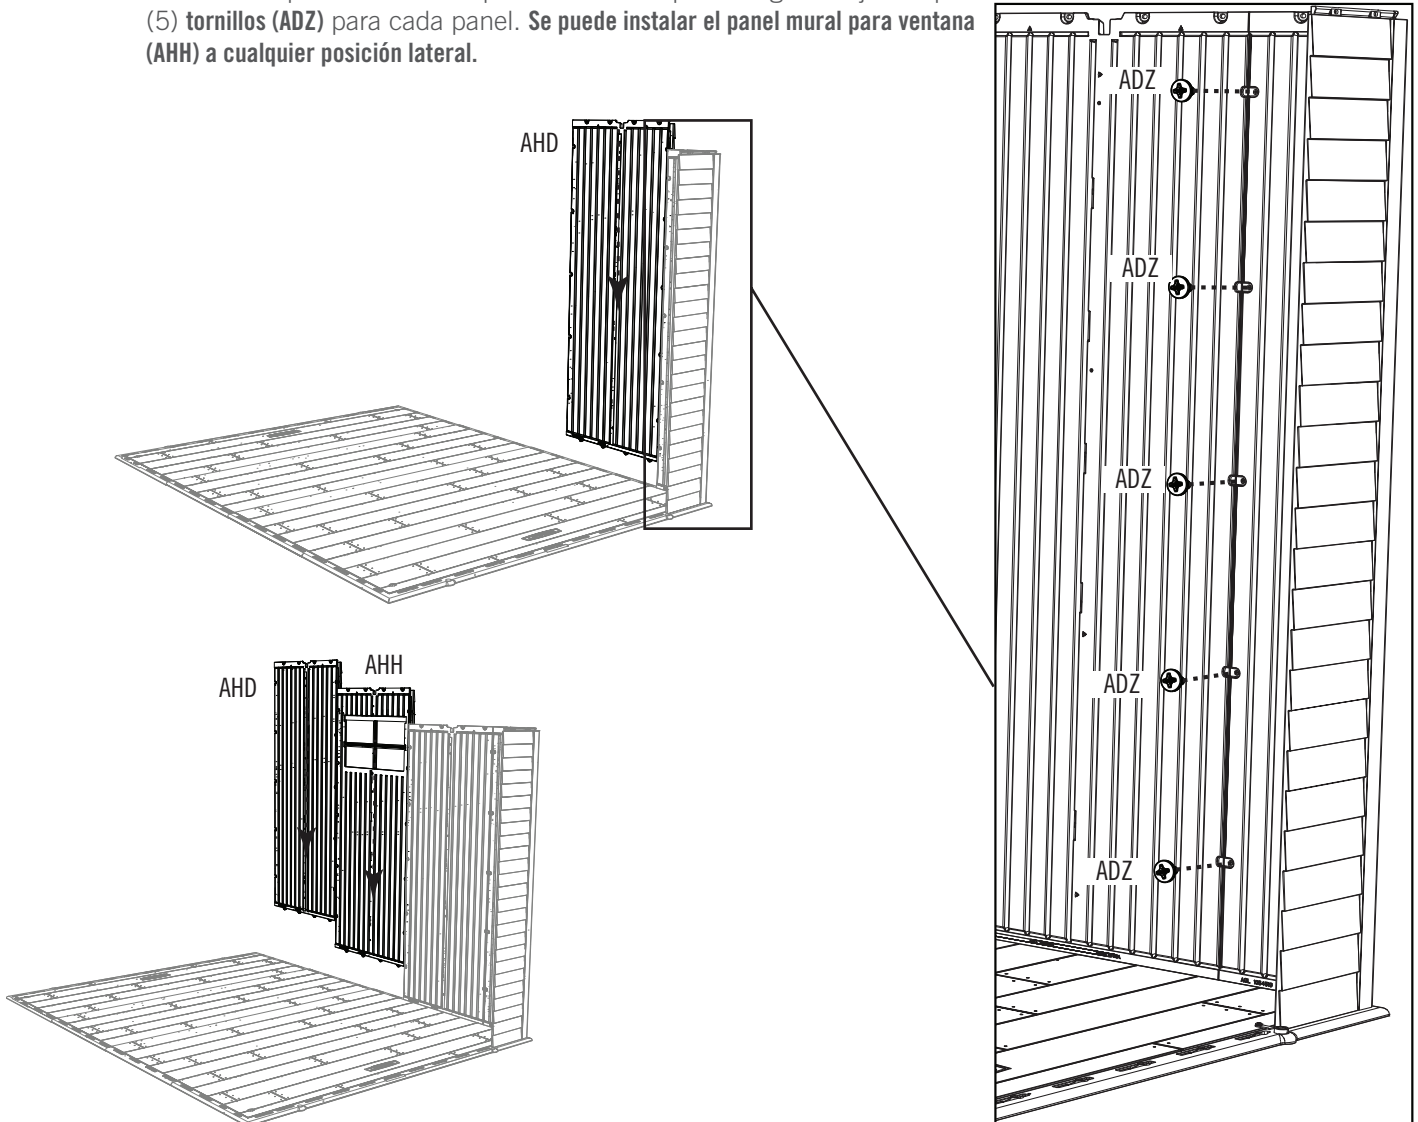 (5) tornillos (ADZ) para cada panel. Se puede instalar el panel mural para ventana
(AHH) a cualquier posición lateral.
AHD
ADZ
ADZ
ADZ
ADZ
ADZ
AHD
AHH